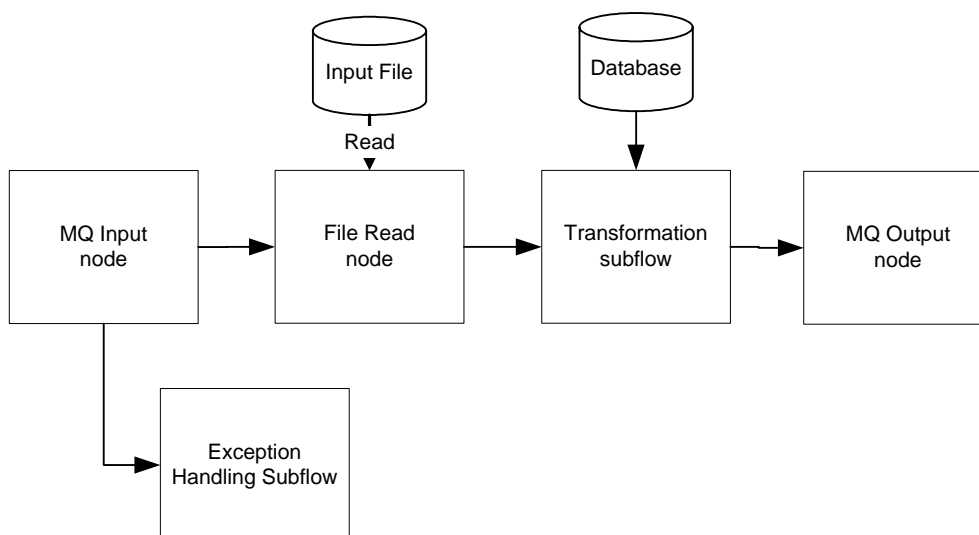 Input File
Database
Read
MQ Input
node
File Read
node
Transformation
subflow
MQ Output
node
Exception
Handling Subflow